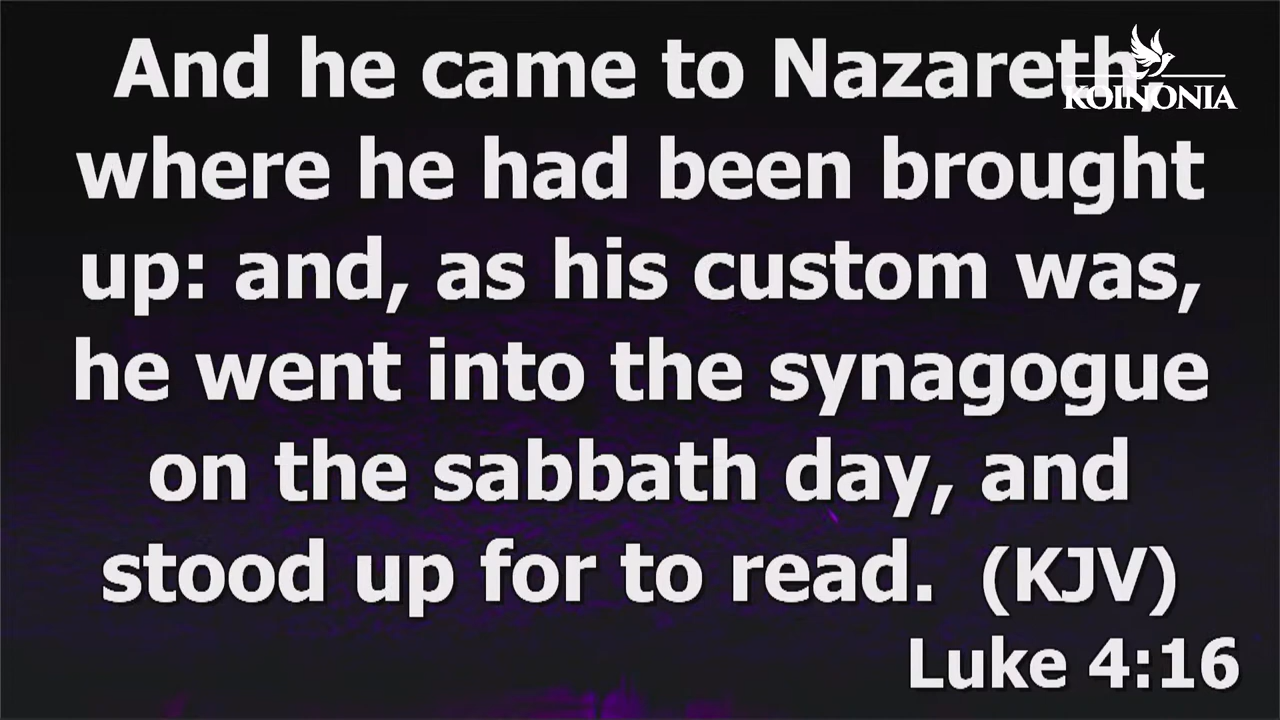 And he came to Nazareth,
where he had been brought
up: and, as his custom was,
he went into the synagogue
on the sabbath day, and
stood up for to read. (KJV)
Luke 4:16
KOINONIA